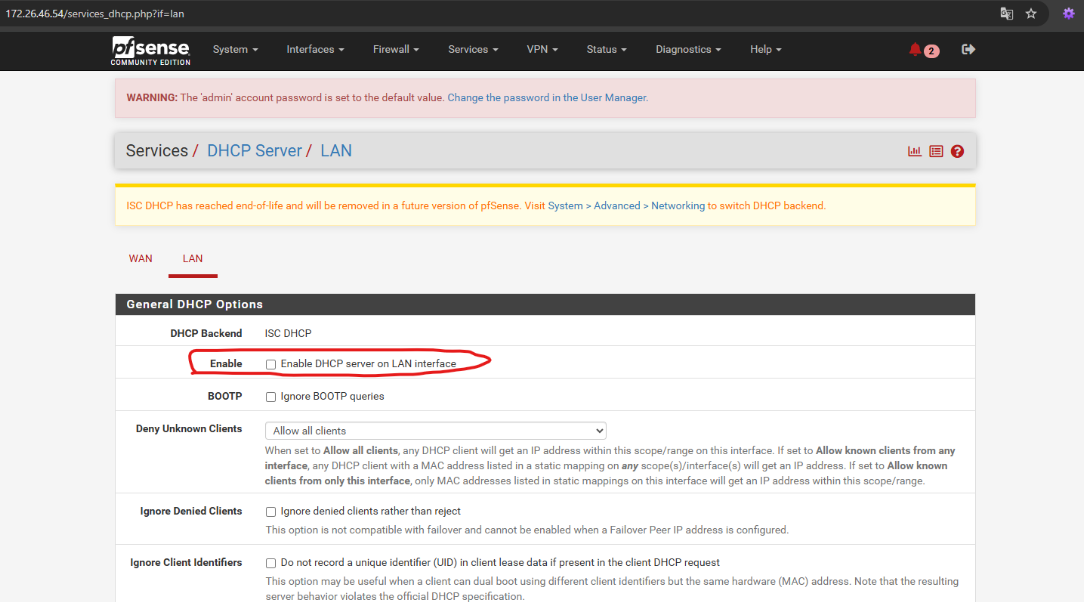 172.26.46.54/services_dhcp.php?if=lan
pfsense COMMUNITY EDITION System Interfaces Firewall Services VPN Status Diagnostics Help 2
WARNING: The 'admin' account password is set to the default value. Change the password in the User Manager.
Services / DHCP Server / LAN
ISC DHCP has reached end-of-life and will be removed in a future version of pfSense. Visit System > Advanced > Networking to switch DHCP backend.
WAN LAN
General DHCP Options
DHCP Backend ISC DHCP
Enable Enable DHCP server on LAN interface
BOOTP Ignore BOOTP queries
Deny Unknown Clients Allow all clients
When set to Allow all clients, any DHCP client will get an IP address within this scope/range on this interface. If set to Allow known clients from any
interface, any DHCP client with a MAC address listed in a static mapping on any scope(s)/interface(s) will get an IP address. If set to Allow known
clients from only this interface, only MAC addresses listed in static mappings on this interface will get an IP address within this scope/range.
Ignore Denied Clients Ignore denied clients rather than reject
This option is not compatible with failover and cannot be enabled when a Failover Peer IP address is configured.
Ignore Client Identifiers Do not record a unique identifier (UID) in client lease data if present in the client DHCP request
This option may be useful when a client can dual boot using different client identifiers but the same hardware (MAC) address. Note that the resulting
server behavior violates the official DHCP specification.